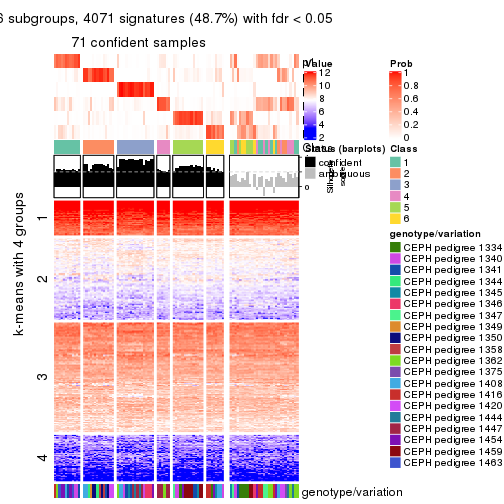 6 subgroups, 4071 signatures (48.7%) with fdr < 0.05
71 confident samples
Value
12
10
8
6
4
2
Prob
1
0.8
0.6
0.4
0.2
0
Status (barplots)
confident
ambiguous
Silhouette
score
Class
1
2
3
4
5
6
k-means with 4 groups
1
2
3
4
genotype/variation
CEPH pedigree 1334
CEPH pedigree 1340
CEPH pedigree 1341
CEPH pedigree 1344
CEPH pedigree 1345
CEPH pedigree 1346
CEPH pedigree 1347
CEPH pedigree 1349
CEPH pedigree 1350
CEPH pedigree 1358
CEPH pedigree 1362
CEPH pedigree 1375
CEPH pedigree 1408
CEPH pedigree 1416
CEPH pedigree 1420
CEPH pedigree 1444
CEPH pedigree 1447
CEPH pedigree 1454
CEPH pedigree 1459
CEPH pedigree 1463
genotype/variation